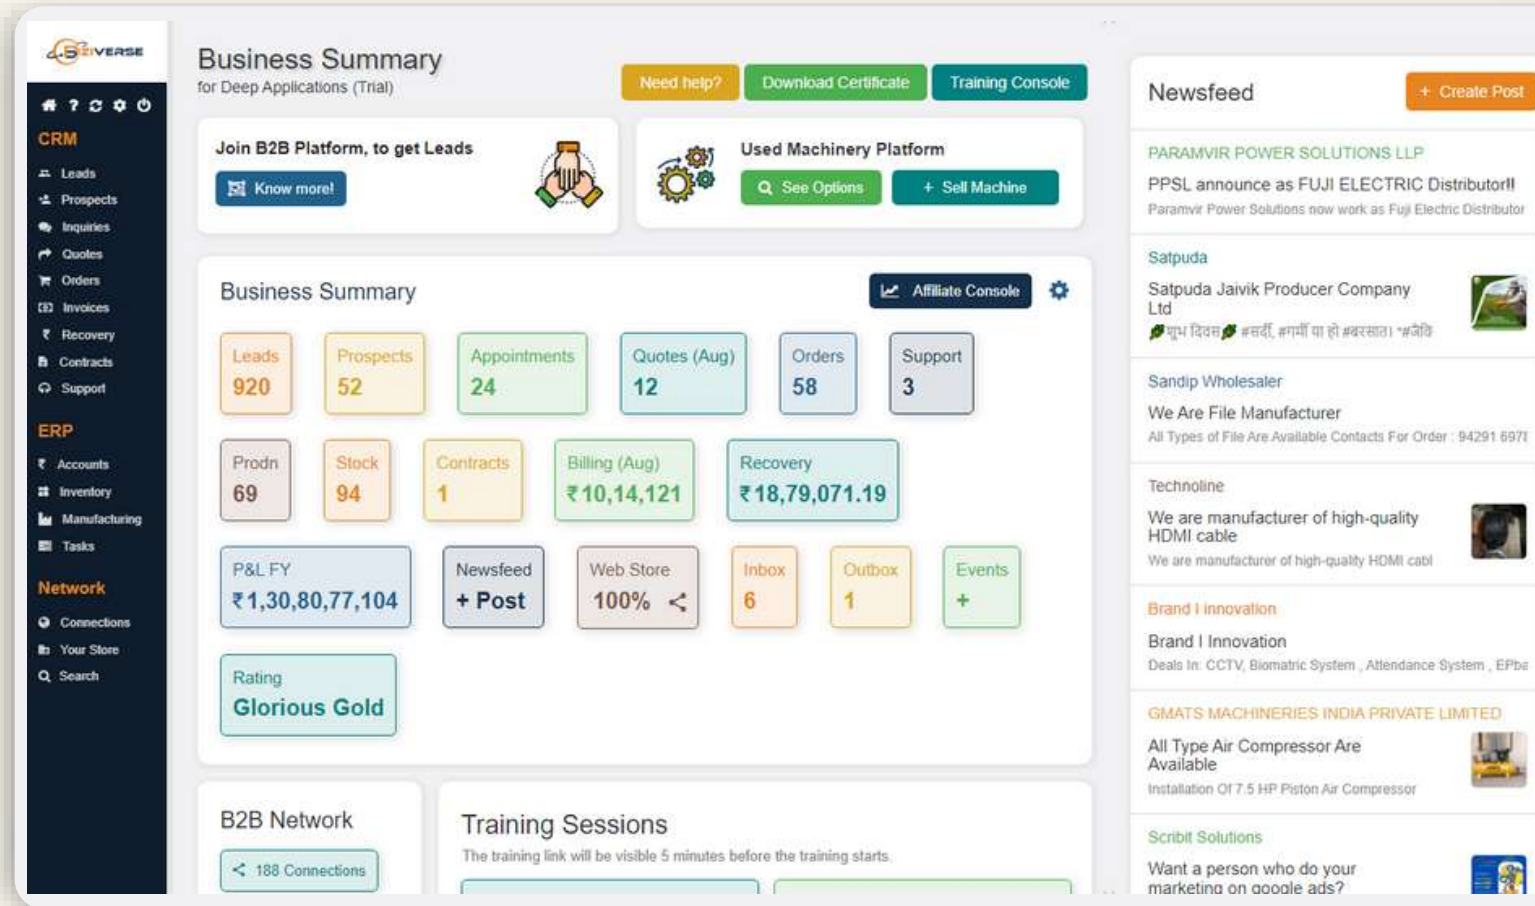 BIZIVERSE
CRM
Leads
Prospects
Inquiries
Quotes
Orders
Invoices
Recovery
Contracts
Support
ERP
₹ Accounts
Inventory
Manufacturing
Tasks
Network
Connections
Your Store
Search
Business Summary
for Deep Applications (Trial)
Need help?
Download Certificate
Training Console
Join B2B Platform, to get Leads
Know more!
Used Machinery Platform
See Options
+ Sell Machine
Business Summary
Affiliate Console
Leads
920
Prospects
52
Appointments
24
Quotes (Aug)
12
Orders
58
Support
3
Prodn
69
Stock
94
Contracts
1
Billing (Aug)
₹10,14,121
Recovery
₹18,79,071.19
P&L FY
₹1,30,80,77,104
Newsfeed
+ Post
Web Store
100%
Inbox
6
Outbox
1
Events
+
Rating
Glorious Gold
B2B Network
188 Connections
Training Sessions
The training link will be visible 5 minutes before the training starts.
Newsfeed
+ Create Post
PARAMVIR POWER SOLUTIONS LLP
PPSL announce as FUJI ELECTRIC Distributor!!
Paramvir Power Solutions now work as Fuji Electric Distributor
Satpuda
Satpuda Jaivik Producer Company
Ltd
शुभ दिवस #सर्दी, #गर्मी या हो #बरसात। *#जैवि
Sandip Wholesaler
We Are File Manufacturer
All Types of File Are Available Contacts For Order : 94291 697
Technoline
We are manufacturer of high-quality
HDMI cable
We are manufacturer of high-quality HDMI cabl
Brand I innovation
Brand I Innovation
Deals In: CCTV, Biomatric System , Attendance System , EPba
GMATS MACHINERIES INDIA PRIVATE LIMITED
All Type Air Compressor Are
Available
Installation Of 7.5 HP Piston Air Compressor
Scribit Solutions
Want a person who do your
marketing on google ads?